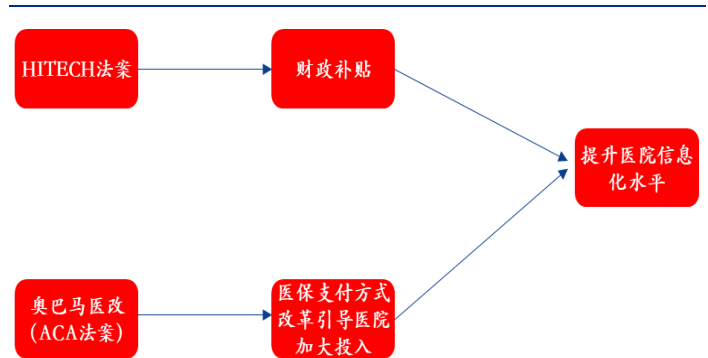 HITECH法案
财政补贴
提升医院信息
化水平
奥巴马医改
(ACA法案)
医保支付方式
改革引导医院
加大投入